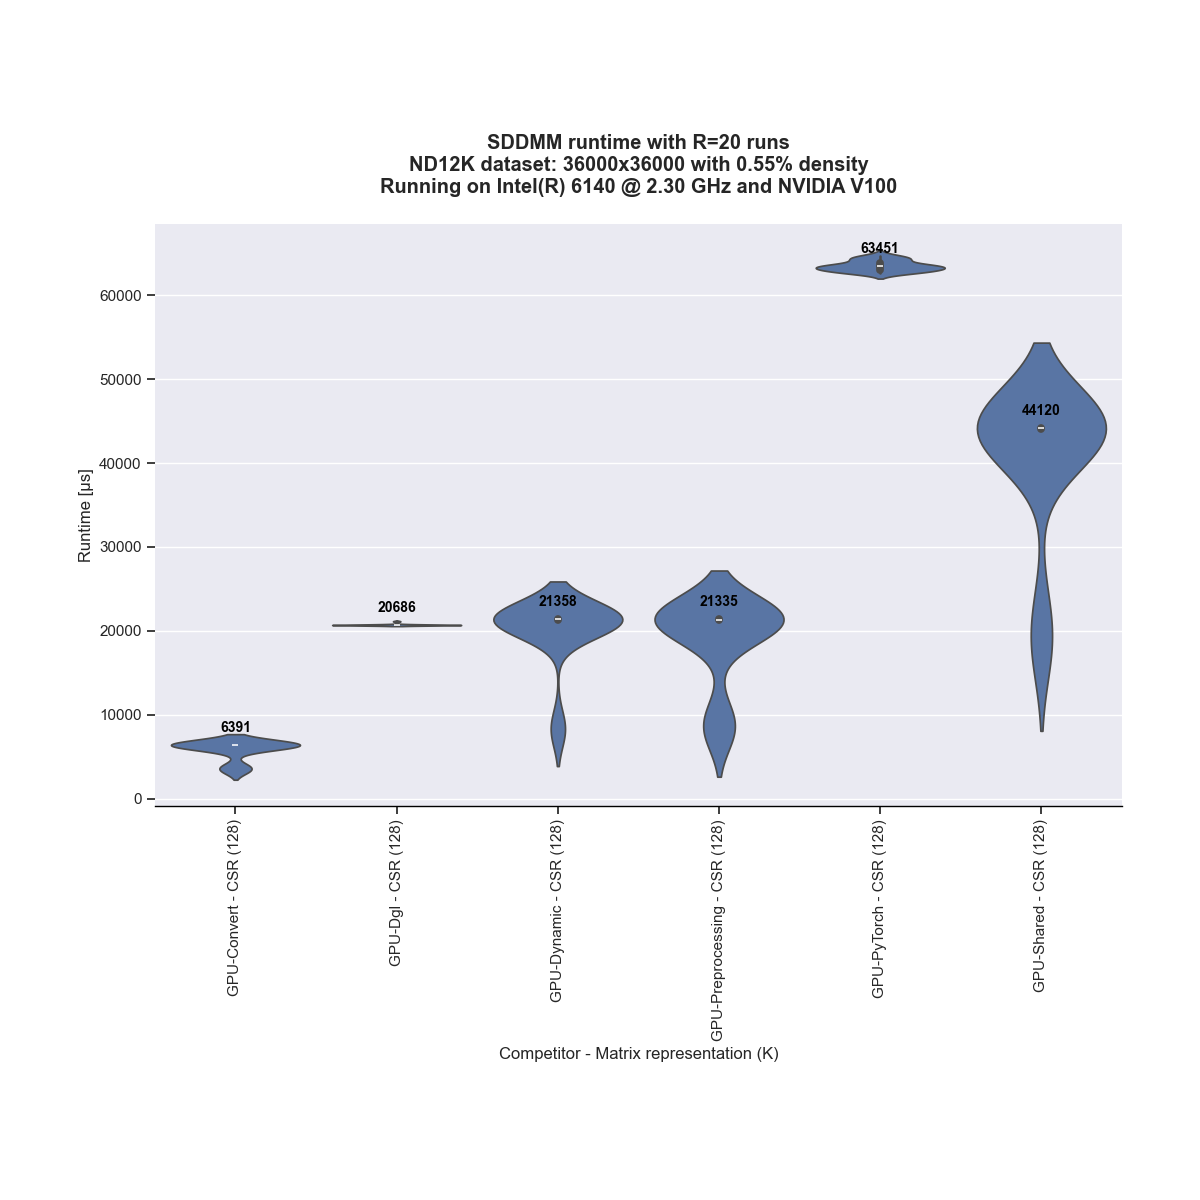 SDDMM runtime with R=20 runs
ND12K dataset: 36000x36000 with 0.55% density
Running on Intel(R) 6140 @ 2.30 GHz and NVIDIA V100
Runtime [µs]
60000
50000
40000
30000
20000
10000
0
6391
20686
21358
21335
63451
44120
GPU-Convert - CSR (128)
GPU-Dgl - CSR (128)
GPU-Dynamic - CSR (128)
GPU-Preprocessing - CSR (128)
GPU-PyTorch - CSR (128)
GPU-Shared - CSR (128)
Competitor - Matrix representation (K)